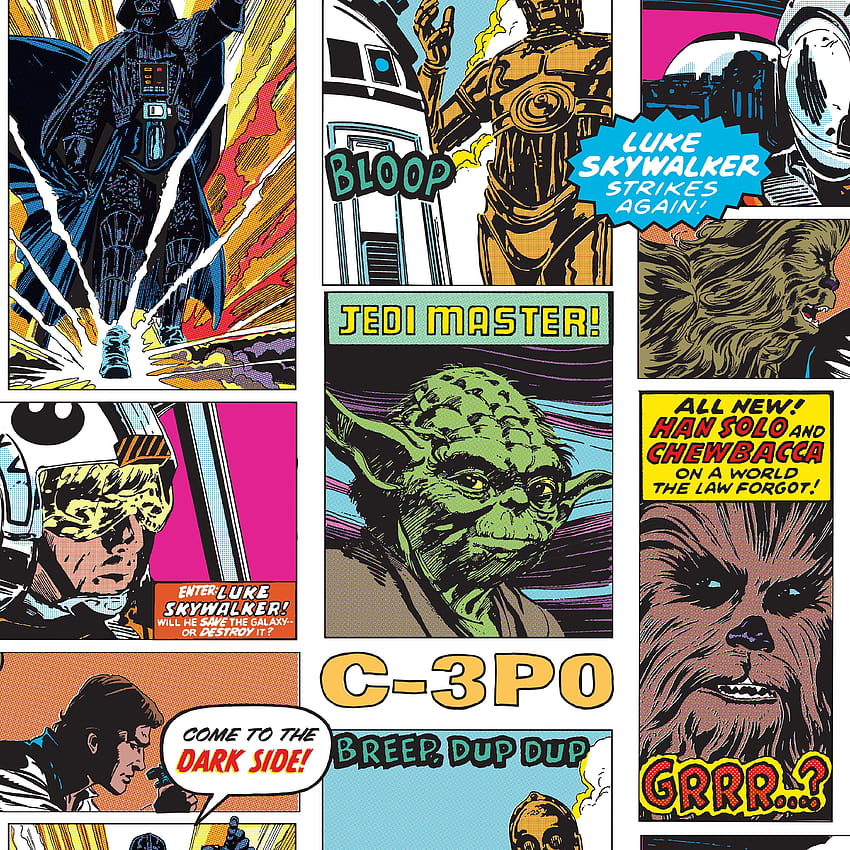 BLOOP
LUKE
SKYWALKER
STRIKES
AGAIN!
JEDI MASTER!
ALL NEW!
HAN SOLO AND
CHEWBACCA
ON A WORLD
THE LAW FORGOT!
ENTER: LUKE
SKYWALKER!
WILL HE SAVE THE GALAXY--
OR DESTROY IT?
C-3PO
COME TO THE
DARK SIDE!
BREEP, DUP DUP
GRRR...?